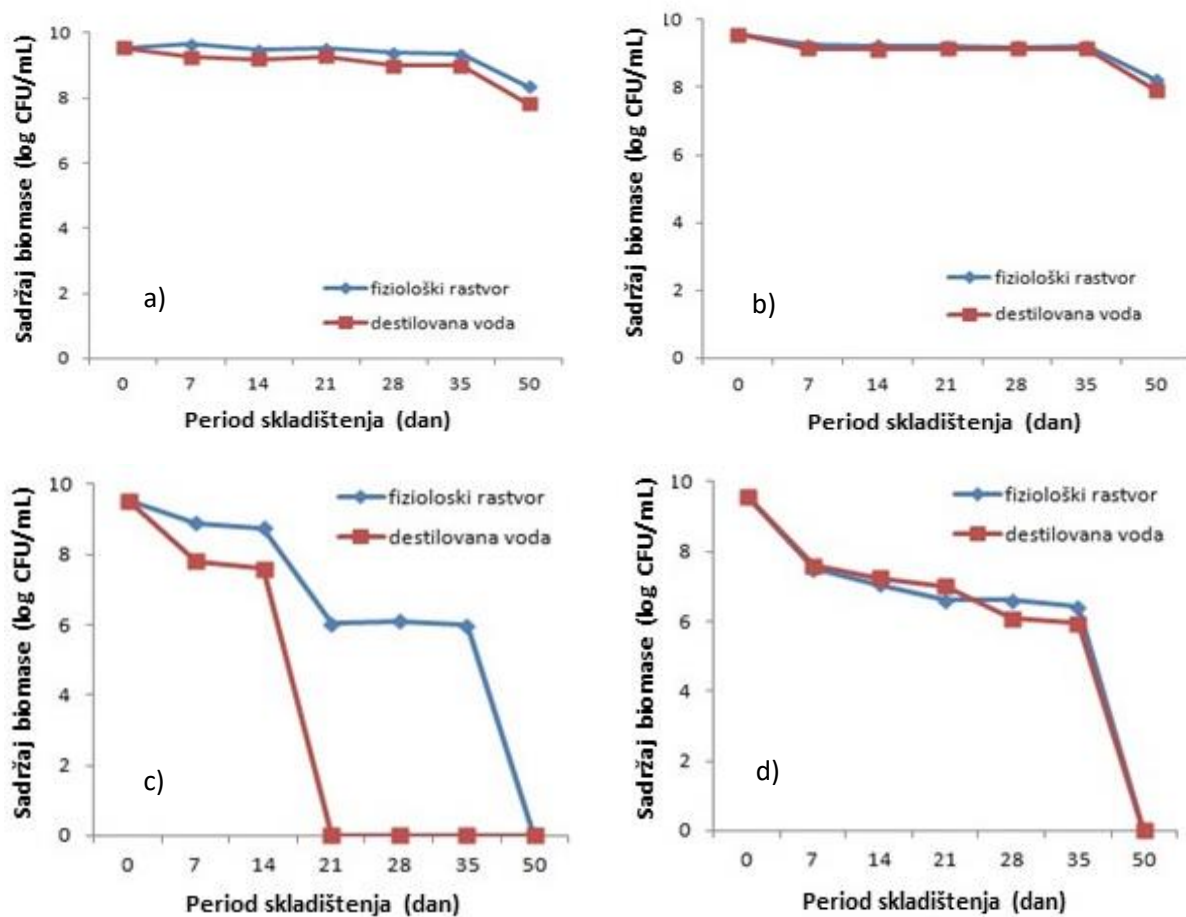 Sadržaj biomase (log CFU/mL)
10
8
6
4
2
0
a)
fiziološki rastvor
destilovana voda
0 7 14 21 28 35 50
Period skladištenja (dan)
Sadržaj biomase (log CFU/mL)
10
8
6
4
2
0
b)
fiziološki rastvor
destilovana voda
0 7 14 21 28 35 50
Period skladištenja (dan)
Sadržaj biomase (log CFU/mL)
10
8
6
4
2
0
c)
fizioloski rastvor
destilovana voda
0 7 14 21 28 35 50
Period skladištenja (dan)
Sadržaj biomase (log CFU/mL)
10
8
6
4
2
0
d)
fiziološki rastvor
destilovana voda
0 7 14 21 28 35 50
Period skladištenja (dan)